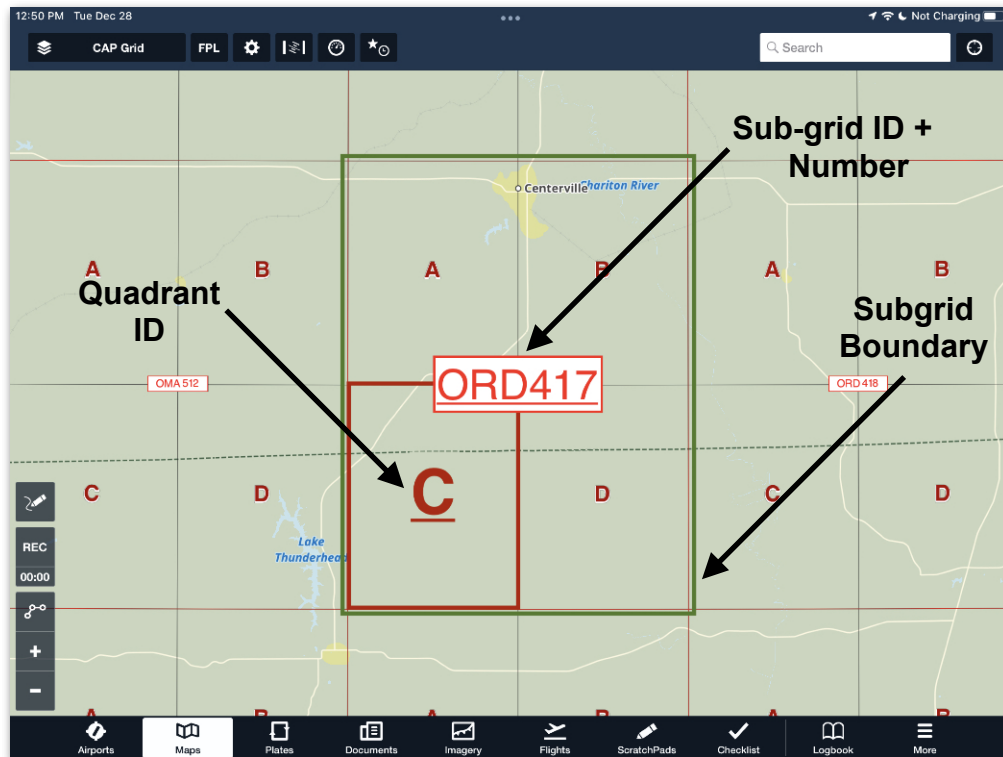 12:50 PM Tue Dec 28
Not Charging
CAP Grid
FPL
Search
Sub-grid ID +
Number
Centerville
Chariton River
A
B
A
B
A
B
Quadrant
ID
Subgrid
Boundary
OMA 512
ORD417
ORD 418
C
D
C
D
C
D
Lake
Thunderhead
REC
00:00
+
−
A
B
A
B
A
B
Airports
Maps
Plates
Documents
Imagery
Flights
ScratchPads
Checklist
Logbook
More